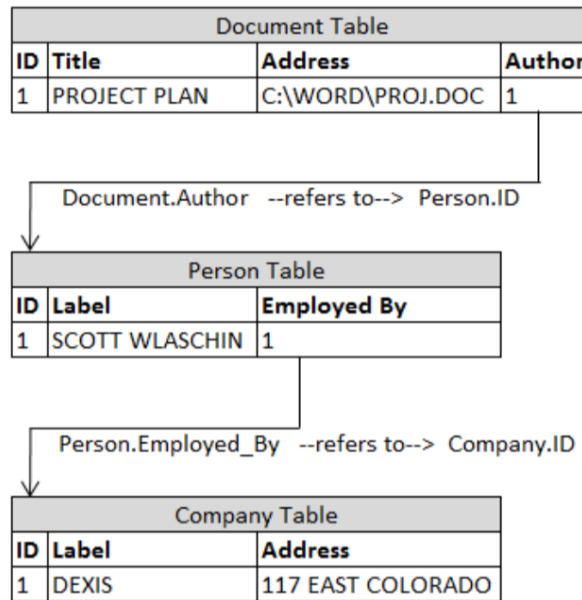 Document Table
ID Title Address Author
1 PROJECT PLAN C:\WORD\PROJ.DOC 1
Document.Author --refers to--> Person.ID
Person Table
ID Label Employed By
1 SCOTT WLASCHIN 1
Person.Employed_By --refers to--> Company.ID
Company Table
ID Label Address
1 DEXIS 117 EAST COLORADO